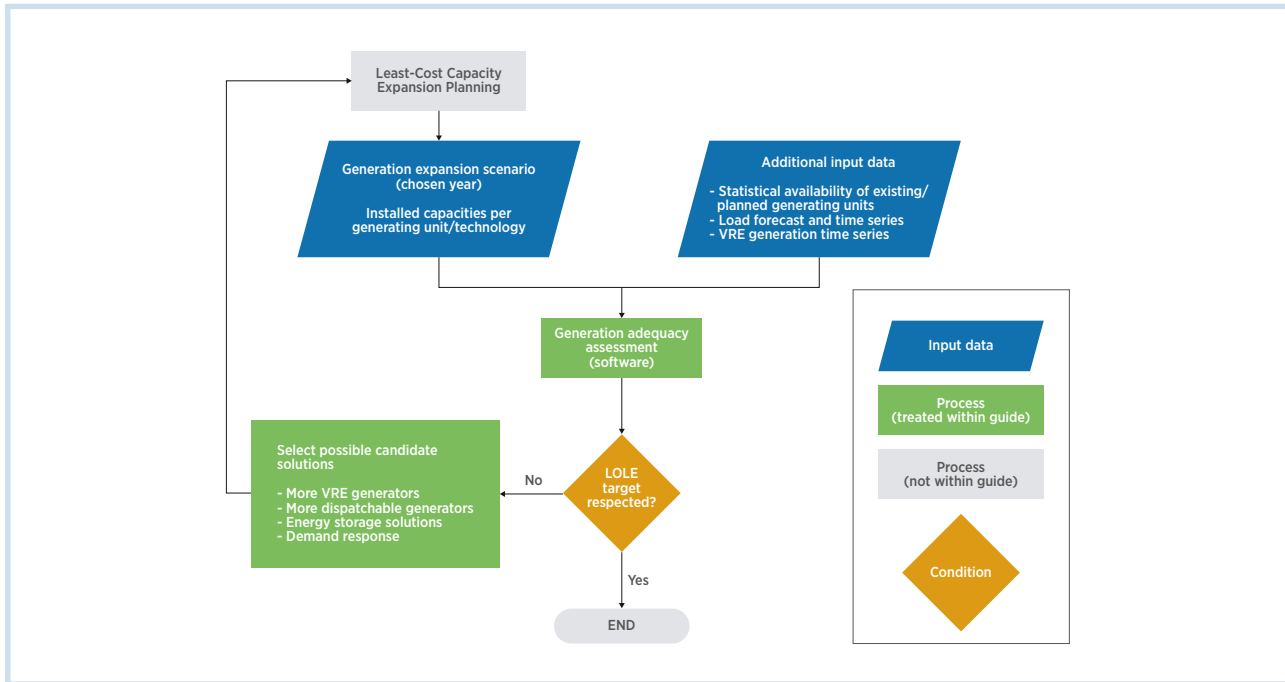 Least-Cost Capacity
Expansion Planning
Generation expansion scenario
(chosen year)
Installed capacities per
generating unit/technology
Additional input data
- Statistical availability of existing/
planned generating units
- Load forecast and time series
- VRE generation time series
Generation adequacy
assessment
(software)
LOLE
target
respected?
No
Select possible candidate
solutions
- More VRE generators
- More dispatchable generators
- Energy storage solutions
- Demand response
Yes
END
Input data
Process
(treated within guide)
Process
(not within guide)
Condition